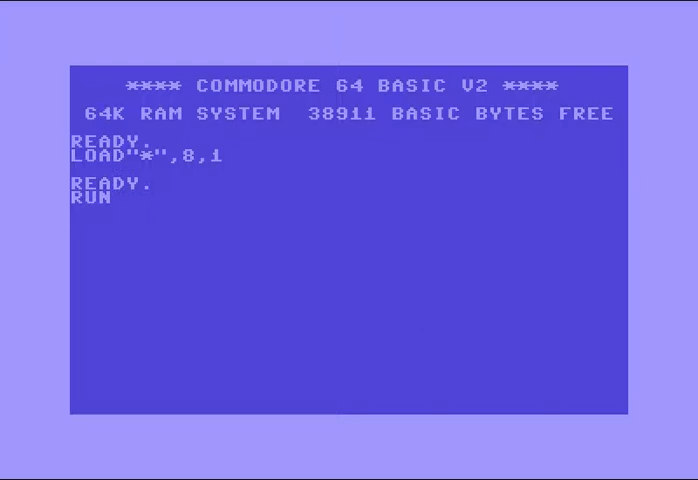 **** COMMODORE 64 BASIC V2 ****
64K RAM SYSTEM  38911 BASIC BYTES FREE
READY.
LOAD"*",8,1
READY.
RUN